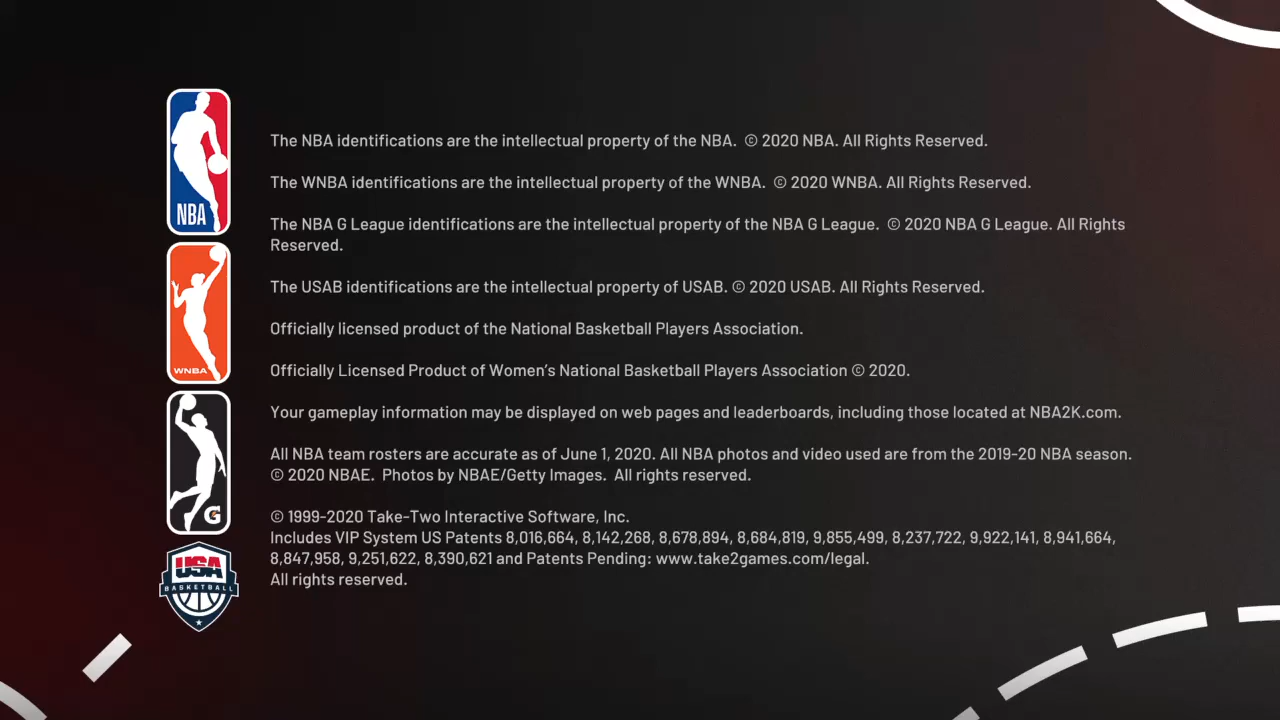 The NBA identifications are the intellectual property of the NBA.  © 2020 NBA. All Rights Reserved.
The WNBA identifications are the intellectual property of the WNBA.  © 2020 WNBA. All Rights Reserved.
The NBA G League identifications are the intellectual property of the NBA G League.  © 2020 NBA G League. All Rights
Reserved.
The USAB identifications are the intellectual property of USAB. © 2020 USAB. All Rights Reserved.
Officially licensed product of the National Basketball Players Association.
Officially Licensed Product of Women’s National Basketball Players Association © 2020.
Your gameplay information may be displayed on web pages and leaderboards, including those located at NBA2K.com.
All NBA team rosters are accurate as of June 1, 2020. All NBA photos and video used are from the 2019-20 NBA season.
© 2020 NBAE.  Photos by NBAE/Getty Images.  All rights reserved.
© 1999-2020 Take-Two Interactive Software, Inc.
Includes VIP System US Patents 8,016,664, 8,142,268, 8,678,894, 8,684,819, 9,855,499, 8,237,722, 9,922,141, 8,941,664,
8,847,958, 9,251,622, 8,390,621 and Patents Pending: www.take2games.com/legal.
All rights reserved.
NBA
WNBA
G
USA
BASKETBALL